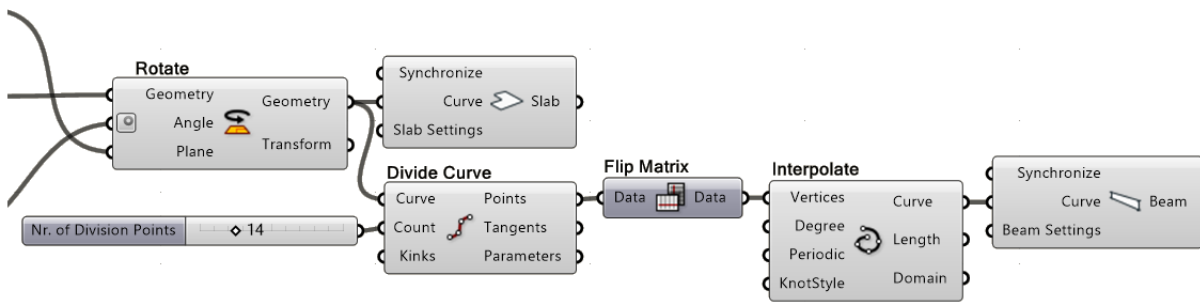 Rotate
Geometry
Angle
Plane
Geometry
Transform
Synchronize
Curve
Slab Settings
Slab
Nr. of Division Points
14
Divide Curve
Curve
Count
Kinks
Points
Tangents
Parameters
Flip Matrix
Data
Data
Interpolate
Vertices
Degree
Periodic
KnotStyle
Curve
Length
Domain
Synchronize
Curve
Beam Settings
Beam